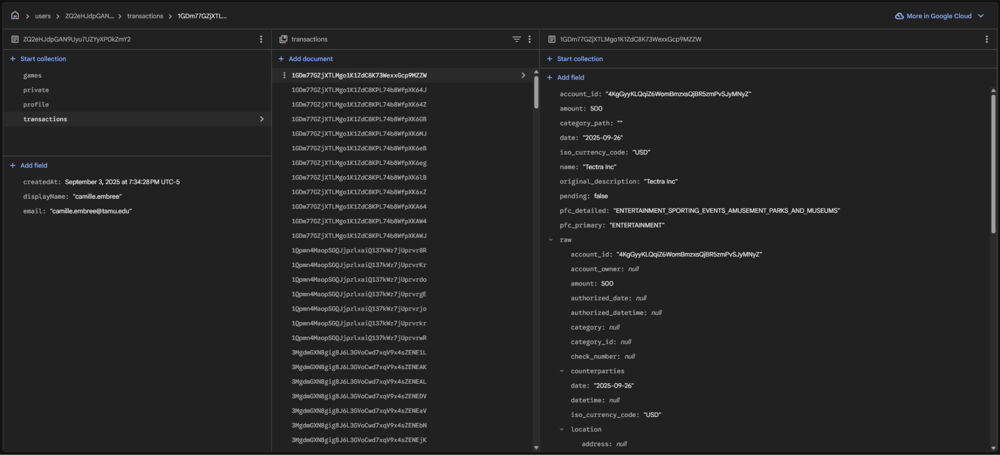 users > ZQ2eHJdpGAN... > transactions > 1GDm77GZjXTL...
More in Google Cloud
ZQ2eHJdpGAN9Uyu7UZYyXP0kZmY2
+ Start collection
games
private
profile
transactions
+ Add field
createdAt: September 3, 2025 at 7:34:28 PM UTC-5
displayName: "camille.embree"
email: "camille.embree@tamu.edu"
transactions
+ Add document
1GDm77GZjXTLMgo1K1ZdC8K73WexxGcp9MZZW
1GDm77GZjXTLMgo1K1ZdC8KPL74b8WfpXK64J
1GDm77GZjXTLMgo1K1ZdC8KPL74b8WfpXK64Z
1GDm77GZjXTLMgo1K1ZdC8KPL74b8WfpXK6GB
1GDm77GZjXTLMgo1K1ZdC8KPL74b8WfpXK6MJ
1GDm77GZjXTLMgo1K1ZdC8KPL74b8WfpXK6eB
1GDm77GZjXTLMgo1K1ZdC8KPL74b8WfpXK6eg
1GDm77GZjXTLMgo1K1ZdC8KPL74b8WfpXK6lB
1GDm77GZjXTLMgo1K1ZdC8KPL74b8WfpXK6xZ
1GDm77GZjXTLMgo1K1ZdC8KPL74b8WfpXKA64
1GDm77GZjXTLMgo1K1ZdC8KPL74b8WfpXKAW4
1GDm77GZjXTLMgo1K1ZdC8KPL74b8WfpXKAWJ
1Qpmn4MaopSGQJjpzlxaiQ137kWz7jUprvr8R
1Qpmn4MaopSGQJjpzlxaiQ137kWz7jUprvrKr
1Qpmn4MaopSGQJjpzlxaiQ137kWz7jUprvrdo
1Qpmn4MaopSGQJjpzlxaiQ137kWz7jUprvrgE
1Qpmn4MaopSGQJjpzlxaiQ137kWz7jUprvrjo
1Qpmn4MaopSGQJjpzlxaiQ137kWz7jUprvrkr
1Qpmn4MaopSGQJjpzlxaiQ137kWz7jUprvrwR
3MgdmGXN8gig8J6L3GVoCwd7xqV9x4sZENE1L
3MgdmGXN8gig8J6L3GVoCwd7xqV9x4sZENEAK
3MgdmGXN8gig8J6L3GVoCwd7xqV9x4sZENEAL
3MgdmGXN8gig8J6L3GVoCwd7xqV9x4sZENEDV
3MgdmGXN8gig8J6L3GVoCwd7xqV9x4sZENEaV
3MgdmGXN8gig8J6L3GVoCwd7xqV9x4sZENEbN
3MgdmGXN8gig8J6L3GVoCwd7xqV9x4sZENEjK
1GDm77GZjXTLMgo1K1ZdC8K73WexxGcp9MZZW
+ Start collection
+ Add field
account_id: "4KgGyyKLQqiZ6WomBmzxsQjBR5zmPvSJyMNyZ"
amount: 500
category_path: ""
date: "2025-09-26"
iso_currency_code: "USD"
name: "Tectra Inc"
original_description: "Tectra Inc"
pending: false
pfc_detailed: "ENTERTAINMENT_SPORTING_EVENTS_AMUSEMENT_PARKS_AND_MUSEUMS"
pfc_primary: "ENTERTAINMENT"
raw
account_id: "4KgGyyKLQqiZ6WomBmzxsQjBR5zmPvSJyMNyZ"
account_owner: null
amount: 500
authorized_date: null
authorized_datetime: null
category: null
category_id: null
check_number: null
counterparties
date: "2025-09-26"
datetime: null
iso_currency_code: "USD"
location
address: null